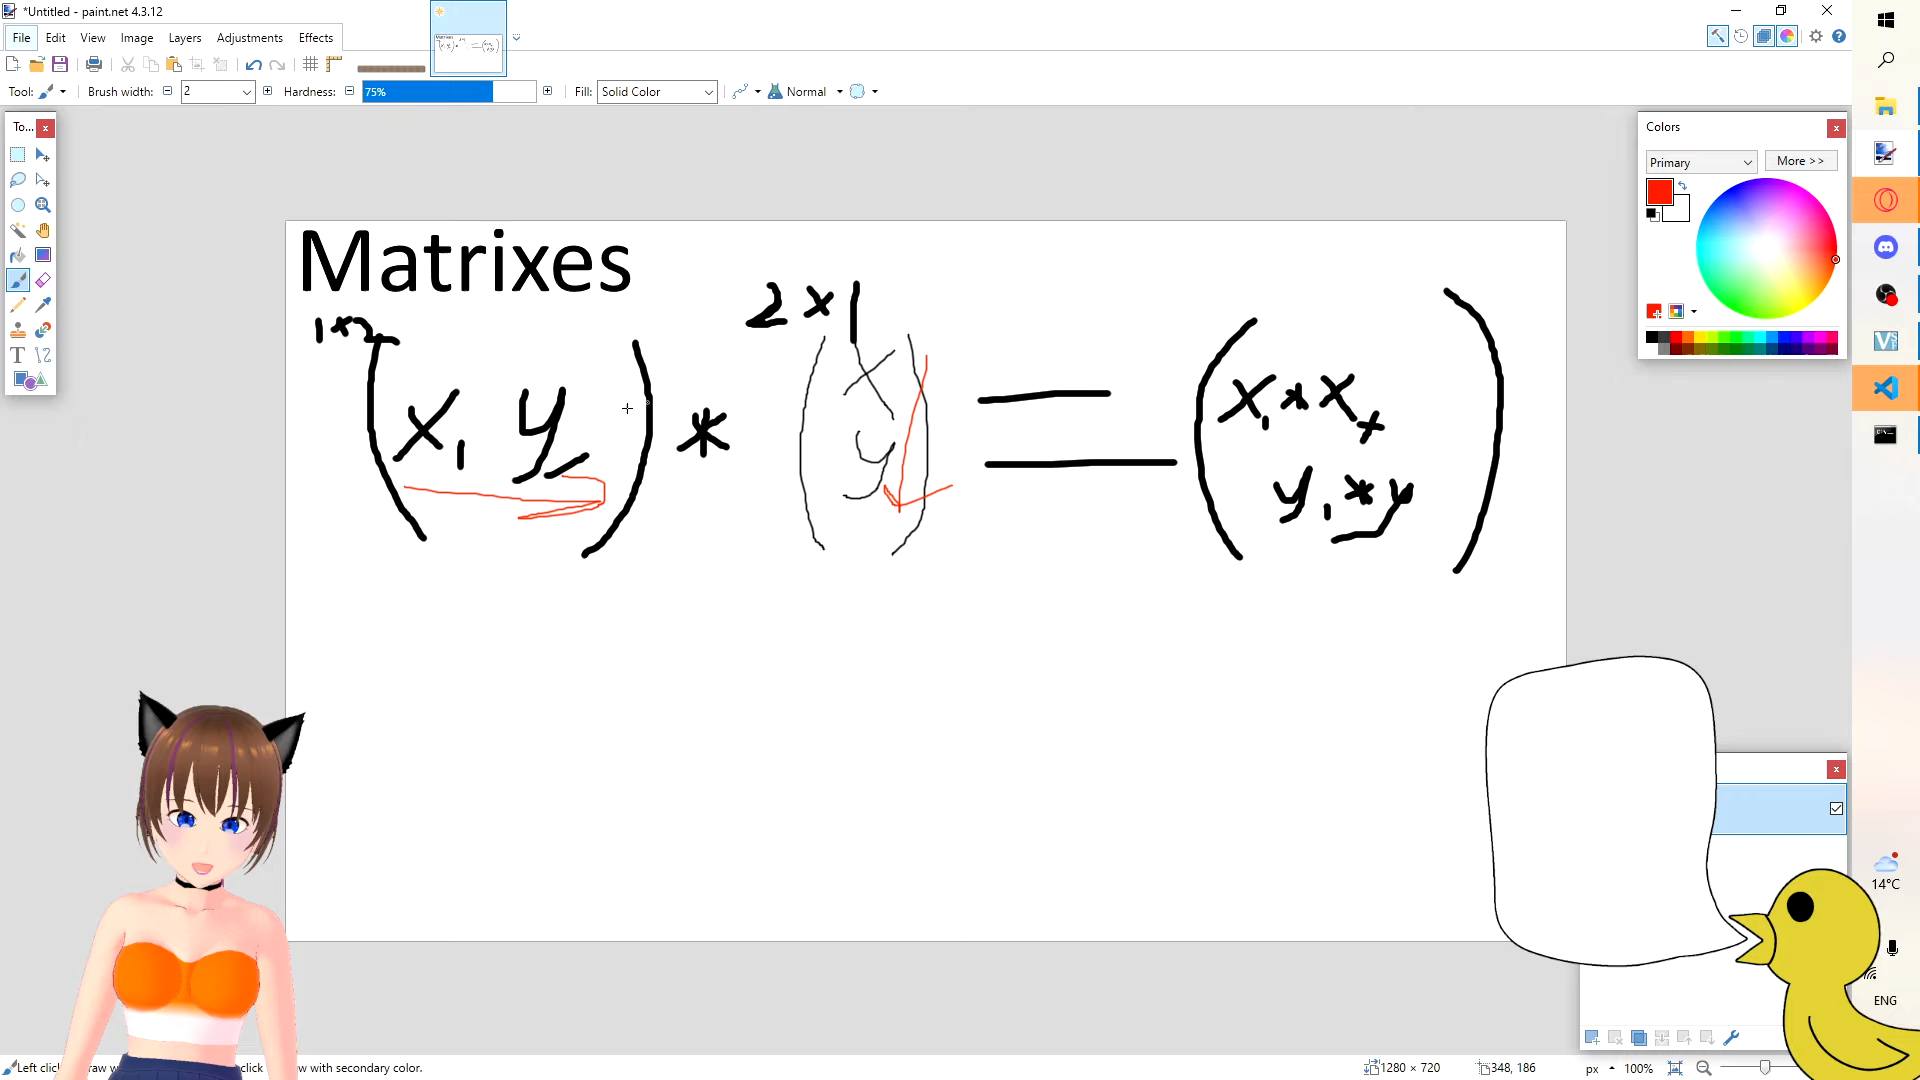 *Untitled - paint.net 4.3.12
File Edit View Image Layers Adjustments Effects
Tool: Brush width: 2 Hardness: 75% Fill: Solid Color Normal
To...
Colors
Primary More >>
Matrixes
1x2 2x1
( x1 y ) * ( x y ) = ( x1 * x
y1 * y )
14°C
ENG
with secondary color.
1280 × 720 348, 186 px 100%